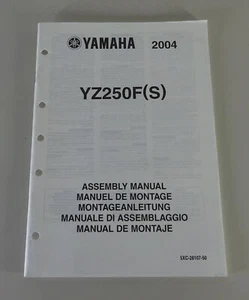 YAMAHA 2004
YZ250F(S)
ASSEMBLY MANUAL
MANUEL DE MONTAGE
MONTAGEANLEITUNG
MANUALE DI ASSEMBLAGGIO
MANUAL DE MONTAJE